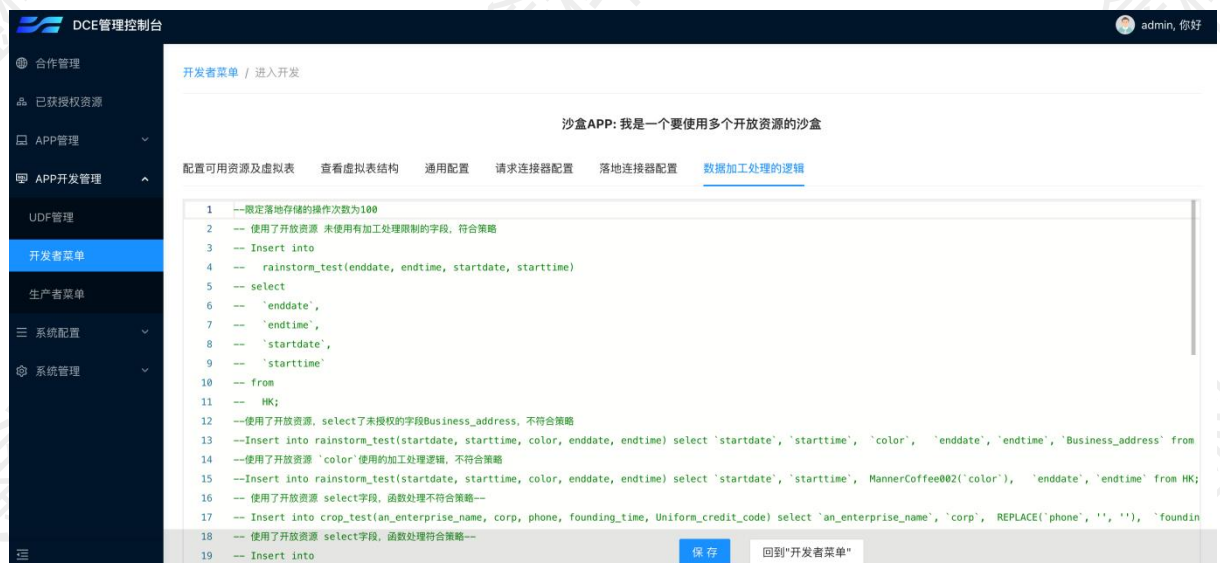 DCE管理控制台
admin, 你好
合作管理
已获授权资源
APP管理
APP开发管理
UDF管理
开发者菜单
生产者菜单
系统配置
系统管理
开发者菜单 / 进入开发
沙盒APP: 我是一个要使用多个开放资源的沙盒
配置可用资源及虚拟表 查看虚拟表结构 通用配置 请求连接器配置 落地连接器配置 数据加工处理的逻辑
1 --限定落地存储的操作次数为100
2 -- 使用了开放资源 未使用有加工处理限制的字段, 符合策略
3 -- Insert into
4 -- rainstorm_test(enddate, endtime, startdate, starttime)
5 -- select
6 -- `enddate`,
7 -- `endtime`,
8 -- `startdate`,
9 -- `starttime`
10 -- from
11 -- HK;
12 --使用了开放资源, select了未授权的字段Business_address, 不符合策略
13 --Insert into rainstorm_test(startdate, starttime, color, enddate, endtime) select `startdate`, `starttime`, `color`, `enddate`, `endtime`, `Business_address` from
14 --使用了开放资源 `color`使用的加工处理逻辑, 不符合策略
15 --Insert into rainstorm_test(startdate, starttime, color, enddate, endtime) select `startdate`, `starttime`, MannerCoffee002(`color`), `enddate`, `endtime` from HK;
16 -- 使用了开放资源 select字段, 函数处理不符合策略--
17 -- Insert into crop_test(an_enterprise_name, corp, phone, founding_time, Uniform_credit_code) select `an_enterprise_name`, `corp`, REPLACE(`phone`, '', ''), `foundin
18 -- 使用了开放资源 select字段, 函数处理符合策略--
19 -- Insert into
保存 回到"开发者菜单"